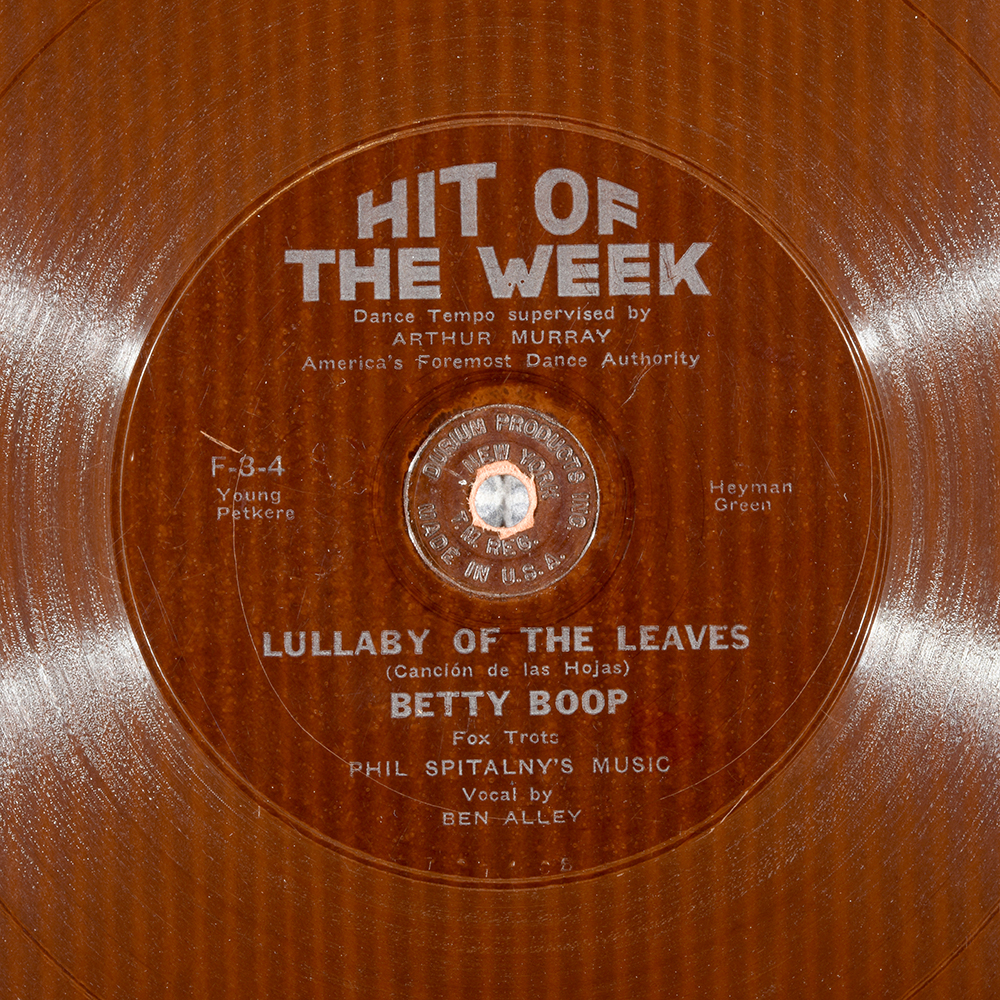 HIT OF
THE WEEK
Dance Tempo supervised by
ARTHUR MURRAY
America's Foremost Dance Authority
DURIUM PRODUCTS INC.
NEW YORK
T.M. REG.
MADE IN U.S.A.
F-3-4
Young
Petkere
Heyman
Green
LULLABY OF THE LEAVES
(Canción de las Hojas)
BETTY BOOP
Fox Trots
PHIL SPITALNY'S MUSIC
Vocal by
BEN ALLEY